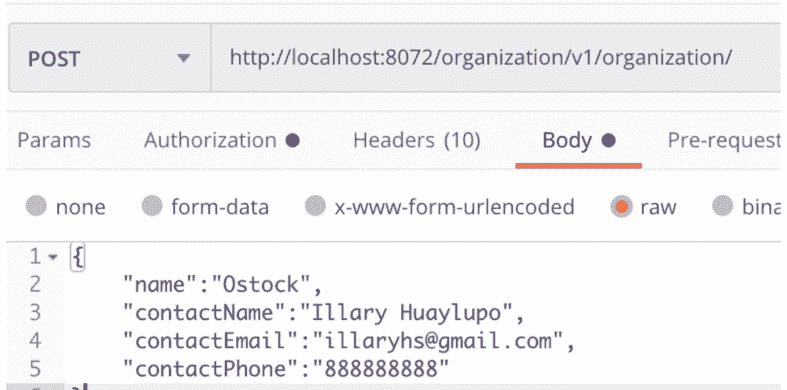 POST http://localhost:8072/organization/v1/organization/
Params Authorization Headers (10) Body Pre-request
none form-data x-www-form-urlencoded raw bina
1 {
2 "name":"Ostock",
3 "contactName":"Illary Huaylupo",
4 "contactEmail":"illaryhs@gmail.com",
5 "contactPhone":"888888888"